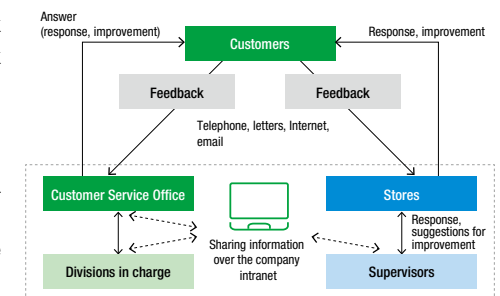 Answer
(response, improvement)
Customers
Response, improvement
Feedback
Feedback
Telephone, letters, Internet,
email
Customer Service Office
Stores
Sharing information
over the company
intranet
Response,
suggestions for
improvement
Divisions in charge
Supervisors